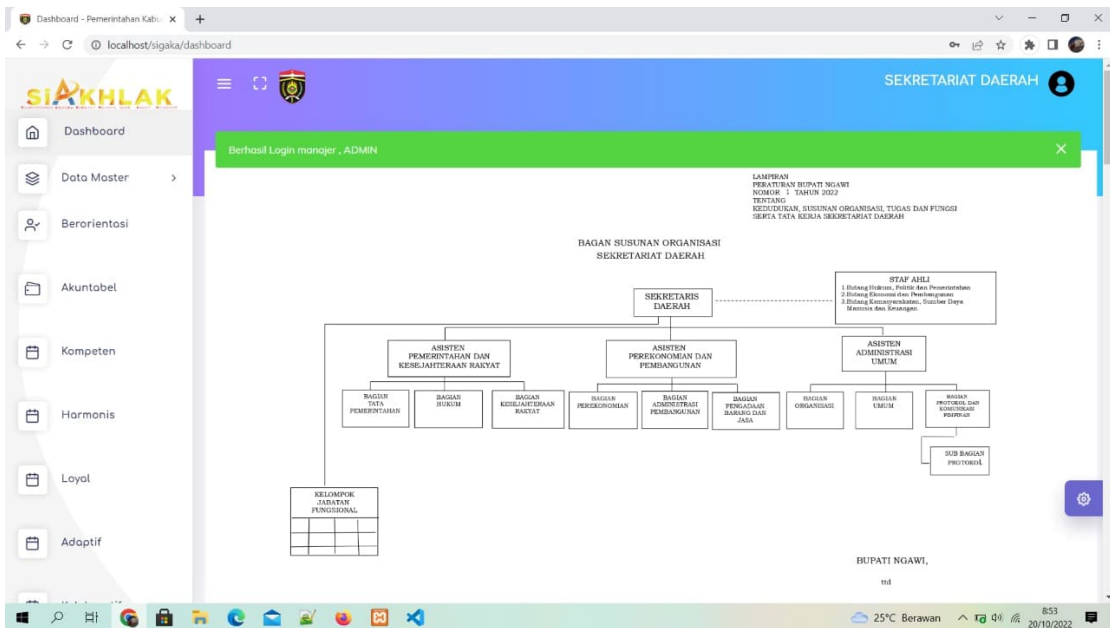 Dashboard - Pemerintahan Kabu
localhost/sigaka/dashboard
SiAKHLAK
SEKRETARIAT DAERAH
Dashboard
Berhasil Login manajer , ADMIN
Data Master
Berorientasi
Akuntabel
Kompeten
Harmonis
Loyal
Adaptif
LAMPIRAN
PERATURAN BUPATI NGAWI
NOMOR 1 TAHUN 2022
TENTANG
KEDUDUKAN, SUSUNAN ORGANISASI, TUGAS DAN FUNGSI
SERTA TATA KERJA SEKRETARIAT DAERAH
BAGAN SUSUNAN ORGANISASI
SEKRETARIAT DAERAH
SEKRETARIS
DAERAH
STAF AHLI
1.Bidang Hukum, Politik dan Pemerintahan
2.Bidang Ekonomi dan Pembangunan
3.Bidang Kemasyarakatan, Sumber Daya
Manusia dan Keuangan
ASISTEN
PEMERINTAHAN DAN
KESEJAHTERAAN RAKYAT
ASISTEN
PEREKONOMIAN DAN
PEMBANGUNAN
ASISTEN
ADMINISTRASI
UMUM
BAGIAN
TATA
PEMERINTAHAN
BAGIAN
HUKUM
BAGIAN
KESEJAHTERAAN
RAKYAT
BAGIAN
PEREKONOMIAN
BAGIAN
ADMINISTRASI
PEMBANGUNAN
BAGIAN
PENGADAAN
BARANG DAN
JASA
BAGIAN
ORGANISASI
BAGIAN
UMUM
BAGIAN
PROTOKOL DAN
KOMUNIKASI
PIMPINAN
SUB BAGIAN
PROTOKOL
KELOMPOK
JABATAN
FUNGSIONAL
BUPATI NGAWI,
ttd
25°C Berawan
8:53
20/10/2022